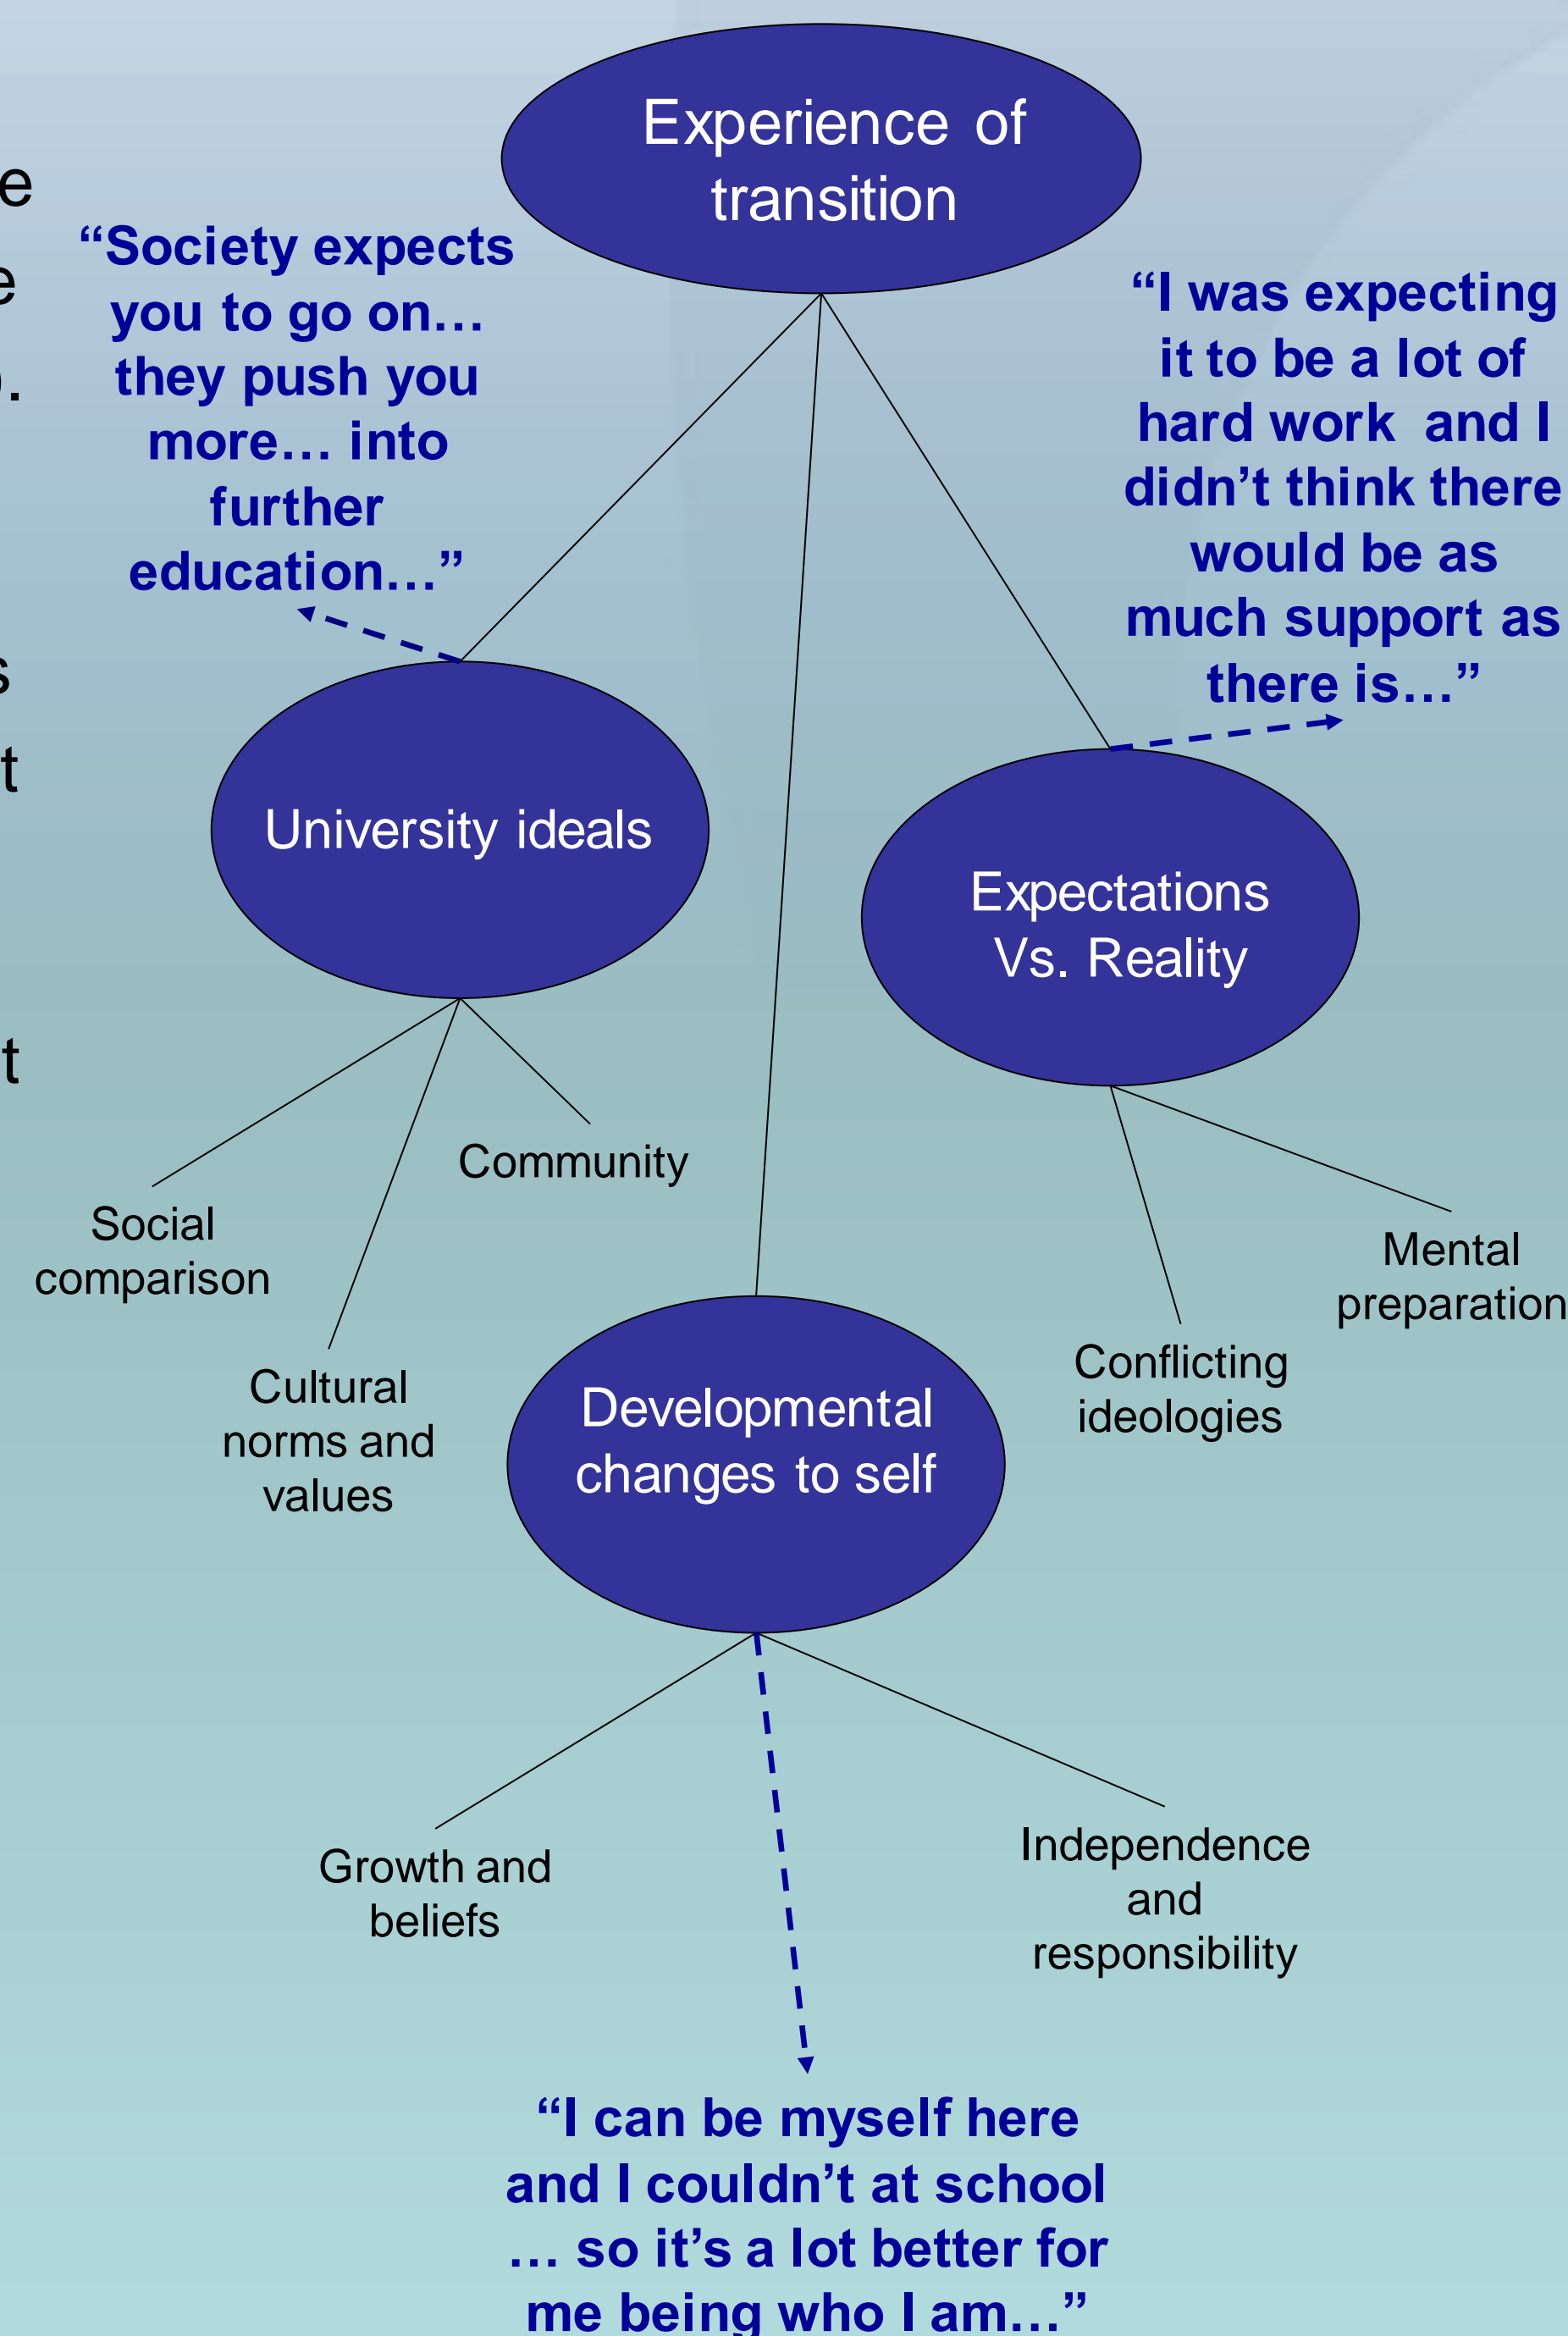 Experience of
transition
“Society expects
you to go on…
they push you
more… into
further
education…”
“I was expecting
it to be a lot of
hard work and I
didn’t think there
would be as
much support as
there is…”
University ideals
Expectations
Vs. Reality
Community
Social
comparison
Cultural
norms and
values
Mental
preparation
Conflicting
ideologies
Developmental
changes to self
Growth and
beliefs
Independence
and
responsibility
“I can be myself here
and I couldn’t at school
… so it’s a lot better for
me being who I am…”